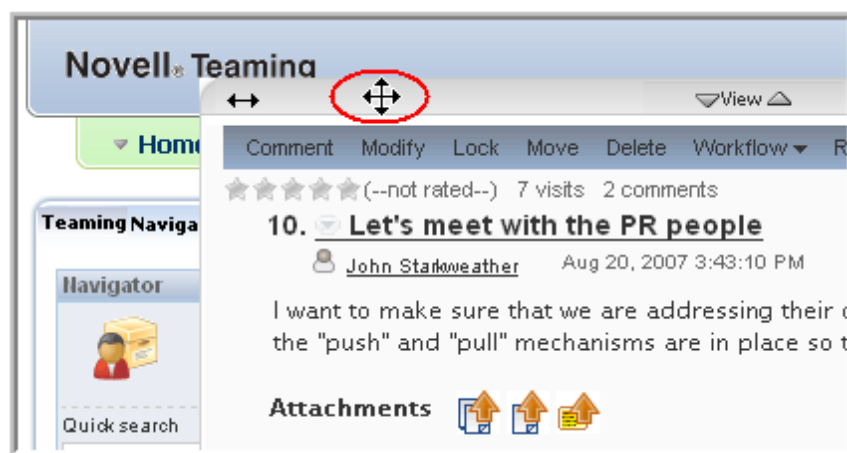 Novell® Teaming
View
Home
Comment Modify Lock Move Delete Workflow R
(--not rated--) 7 visits 2 comments
Teaming Naviga
10. Let's meet with the PR people
John Starkweather Aug 20, 2007 3:43:10 PM
Navigator
I want to make sure that we are addressing their
the "push" and "pull" mechanisms are in place so t
Attachments
Quick search